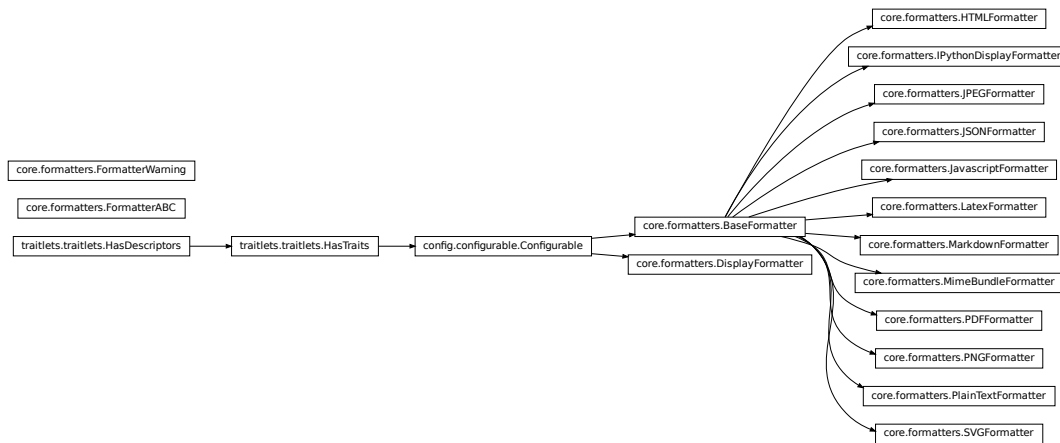 core.formatters.HTMLFormatter
core.formatters.IPythonDisplayFormatter
core.formatters.JPEGFormatter
core.formatters.JSONFormatter
core.formatters.FormatterWarning
core.formatters.JavascriptFormatter
core.formatters.FormatterABC
core.formatters.LatexFormatter
core.formatters.BaseFormatter
traitlets.traitlets.HasDescriptors
traitlets.traitlets.HasTraits
config.configurable.Configurable
core.formatters.MarkdownFormatter
core.formatters.DisplayFormatter
core.formatters.MimeBundleFormatter
core.formatters.PDFFormatter
core.formatters.PNGFormatter
core.formatters.PlainTextFormatter
core.formatters.SVGFormatter